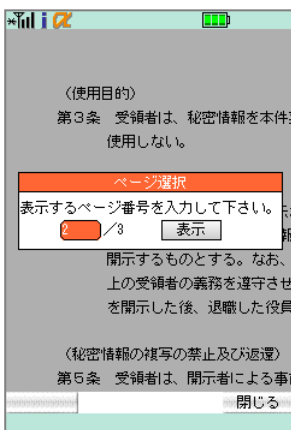 i α
(使用目的)
第3条 受領者は、秘密情報を本件
使用しない。
ページ選択
表示するページ番号を入力して下さい。
2 /3 表示
開示するものとする。なお、
上の受領者の義務を遵守させ
を開示した後、退職した役員
(秘密情報の複写の禁止及び返還)
第5条 受領者は、開示者による事前
閉じる